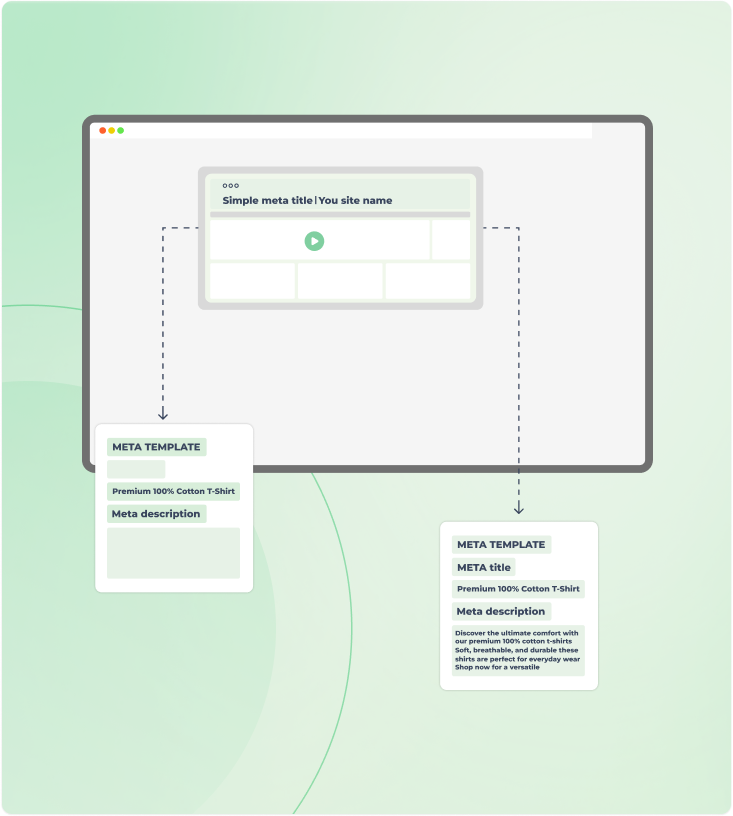 Simple meta title | You site name
META TEMPLATE
Premium 100% Cotton T-Shirt
Meta description
META TEMPLATE
META title
Premium 100% Cotton T-Shirt
Meta description
Discover the ultimate comfort with
our premium 100% cotton t-shirts
Soft, breathable, and durable these
shirts are perfect for everyday wear
Shop now for a versatile